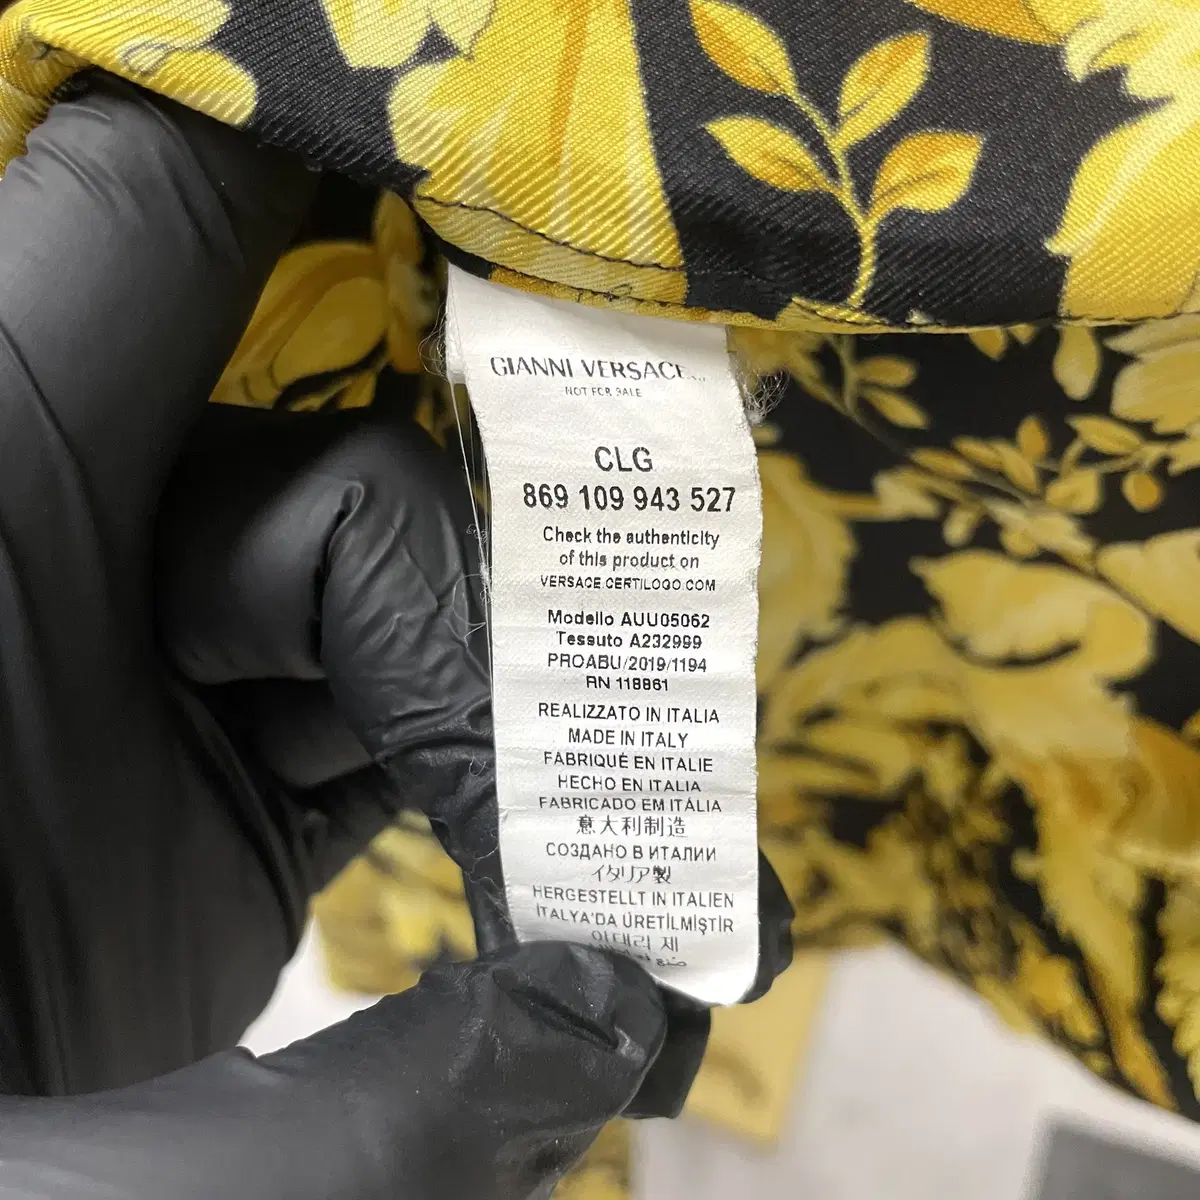 GIANNI VERSACE
NOT FOR SALE
CLG
869 109 943 527
Check the authenticity
of this product on
VERSACE.CERTILOGO.COM
Modello AUU05062
Tessuto A232999
PROABU/2019/1194
RN 118861
REALIZZATO IN ITALIA
MADE IN ITALY
FABRIQUÉ EN ITALIE
HECHO EN ITALIA
FABRICADO EM ITÁLIA
意大利制造
СОЗДАНО В ИТАЛИИ
イタリア製
HERGESTELLT IN ITALIEN
İTALYA'DA ÜRETİLMİŞTİR
이태리 제
صنع